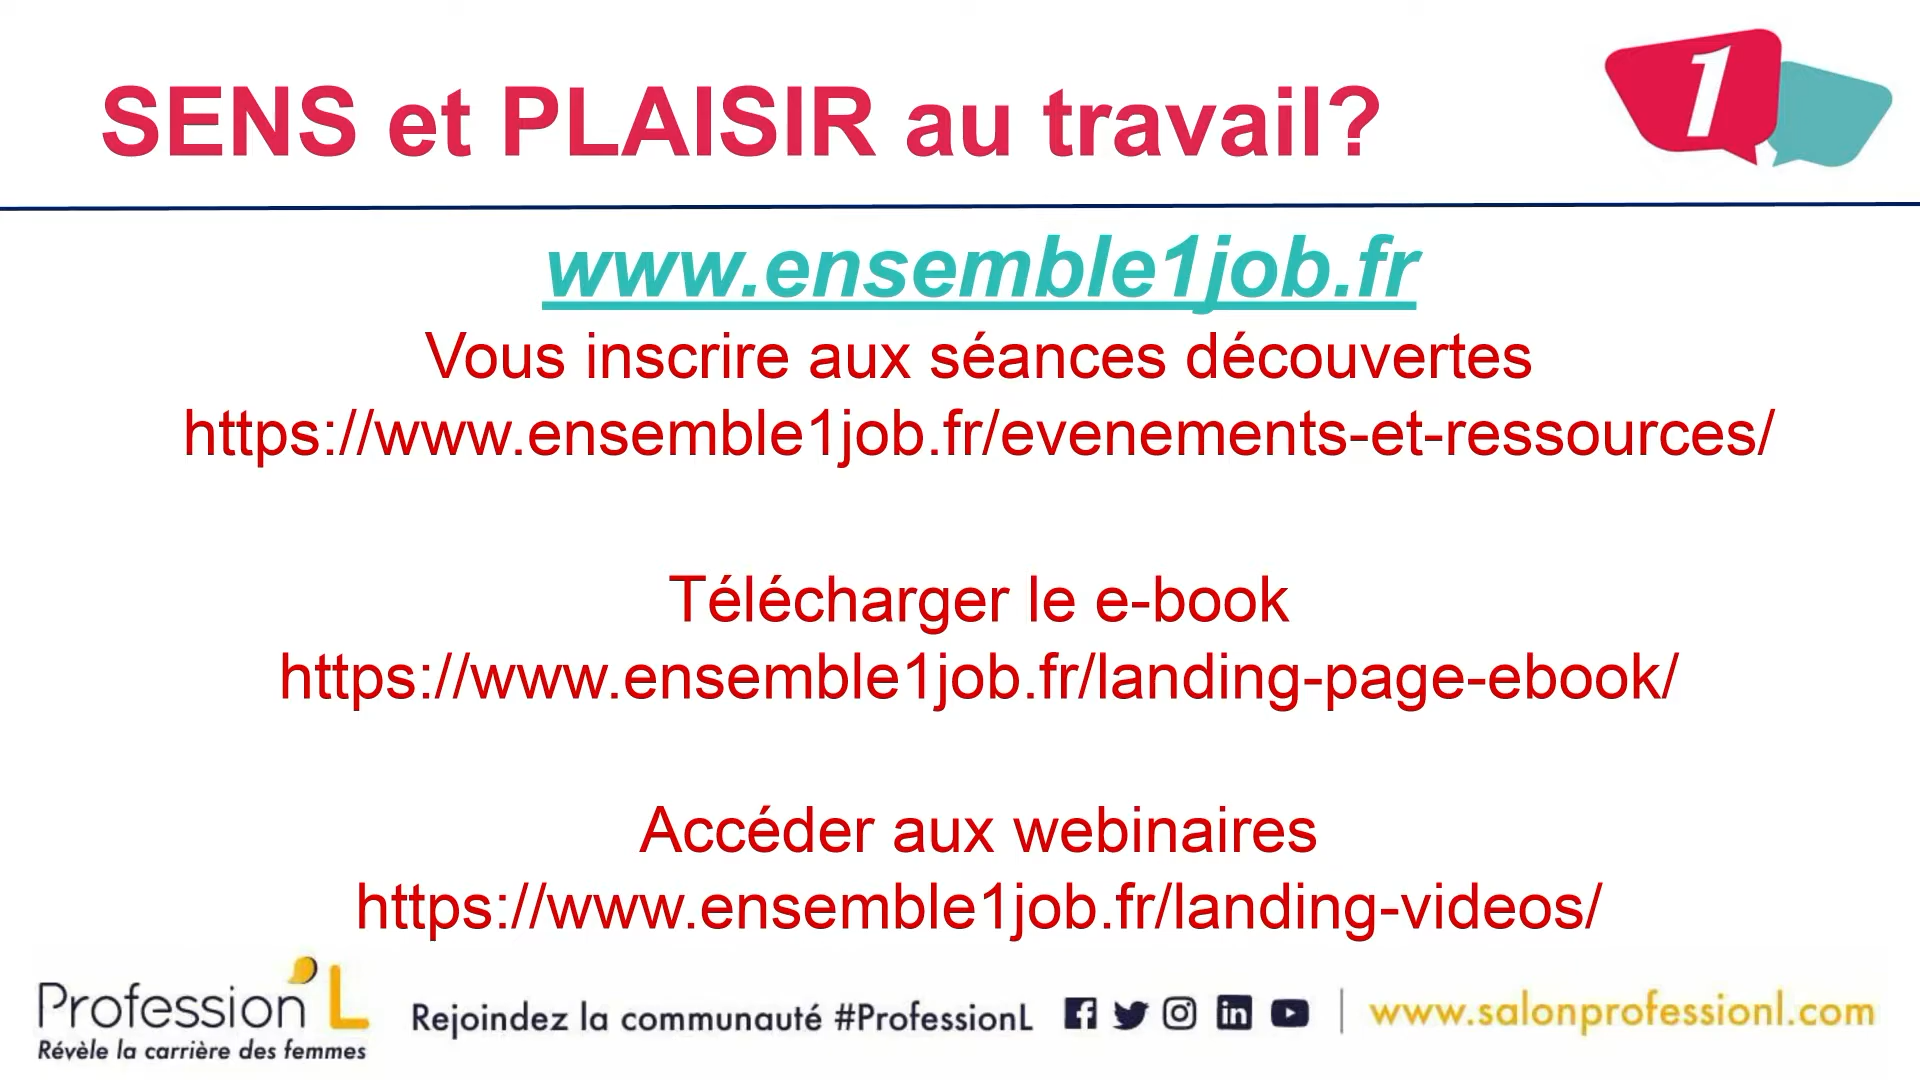 SENS et PLAISIR au travail?
1
www.ensemble1job.fr
Vous inscrire aux séances découvertes
https://www.ensemble1job.fr/evenements-et-ressources/
Télécharger le e-book
https://www.ensemble1job.fr/landing-page-ebook/
Accéder aux webinaires
https://www.ensemble1job.fr/landing-videos/
Profession'L
Révèle la carrière des femmes
Rejoindez la communauté #ProfessionL
www.salonprofessionl.com